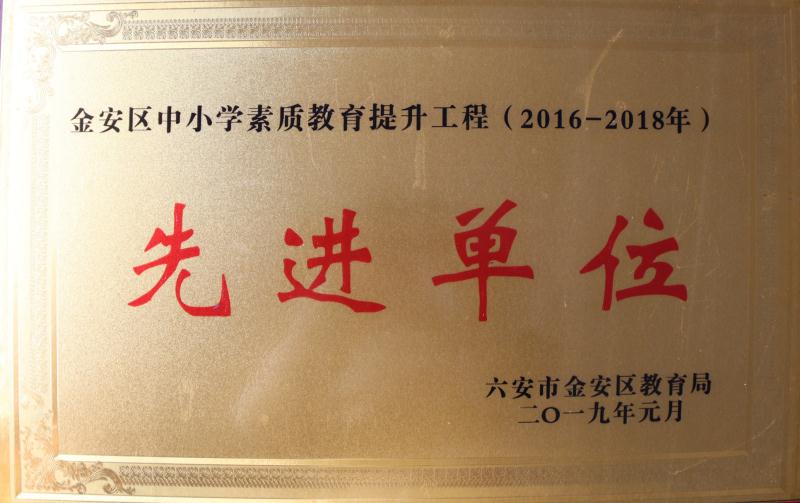 金安区中小学素质教育提升工程（2016-2018年）
先进单位
六安市金安区教育局
二〇一九年元月